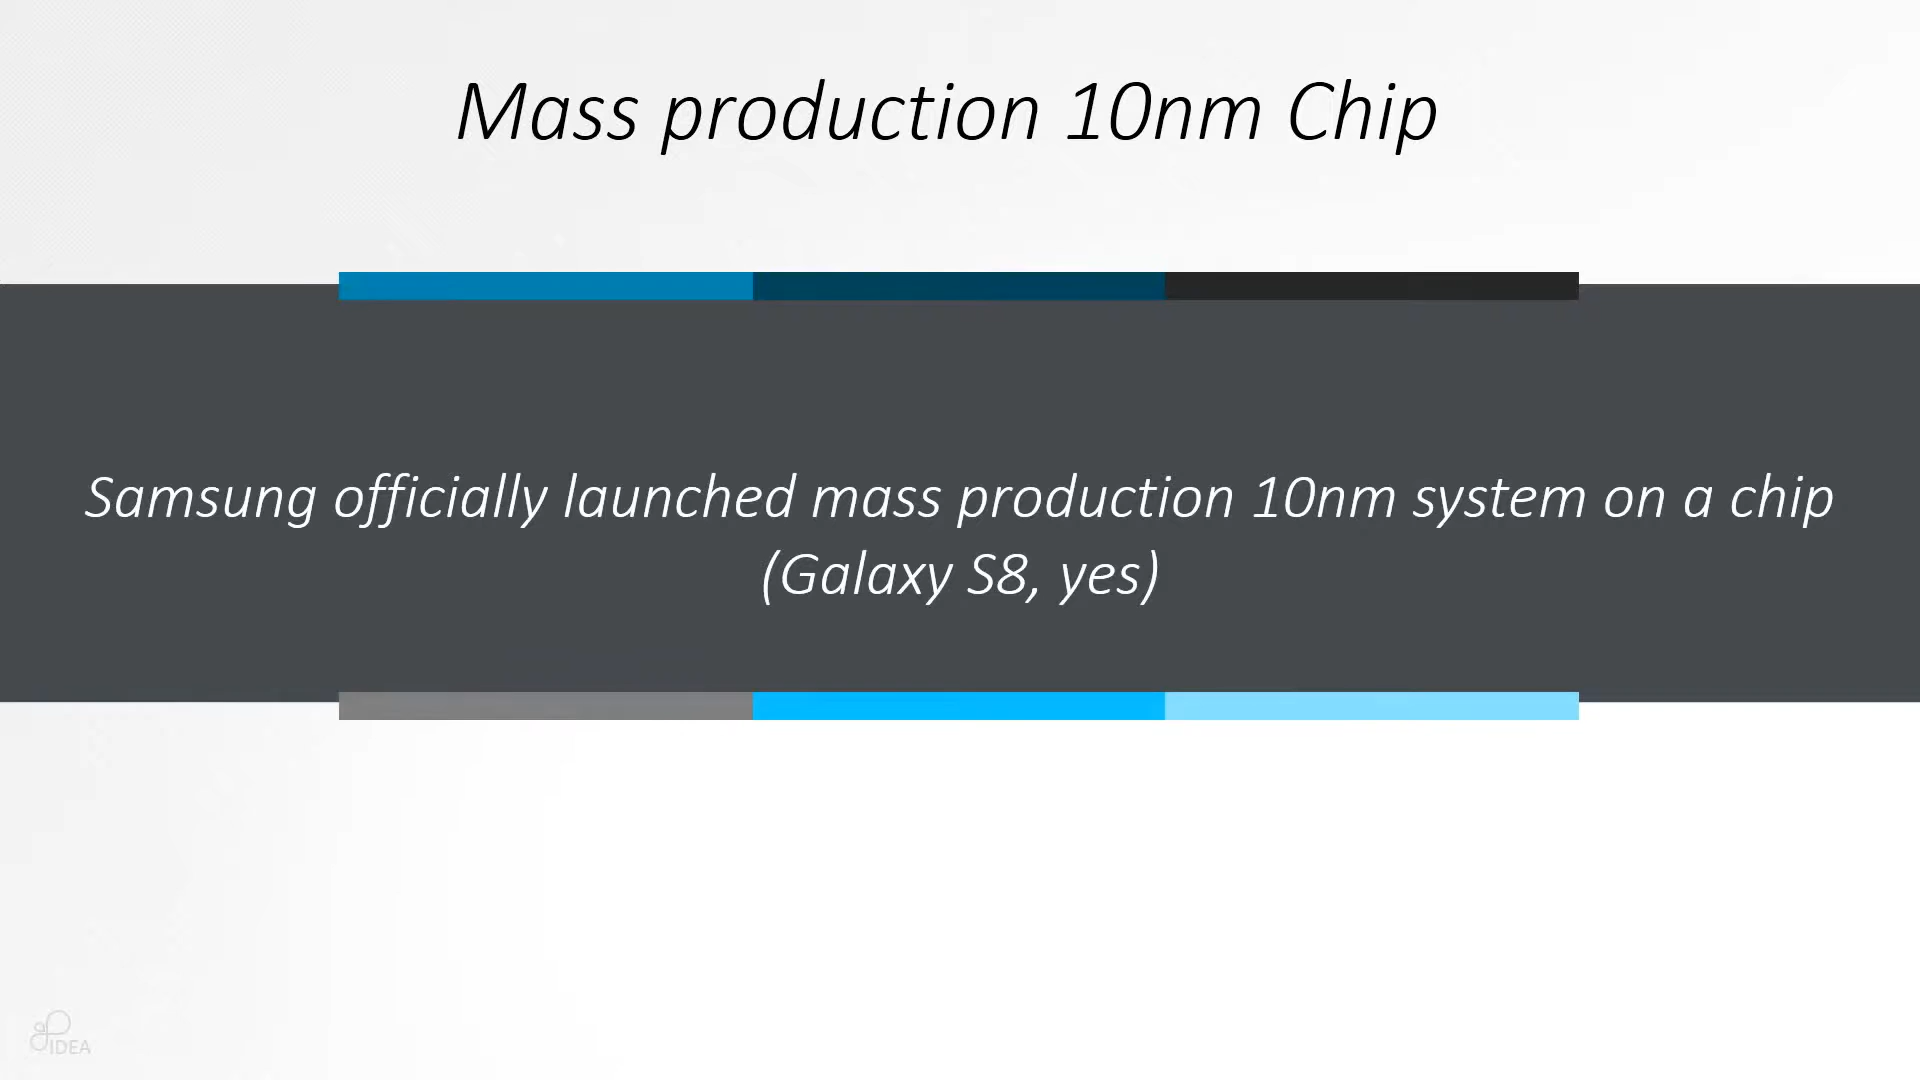 Mass production 10nm Chip
Samsung officially launched mass production 10nm system on a chip
(Galaxy S8, yes)
IDEA